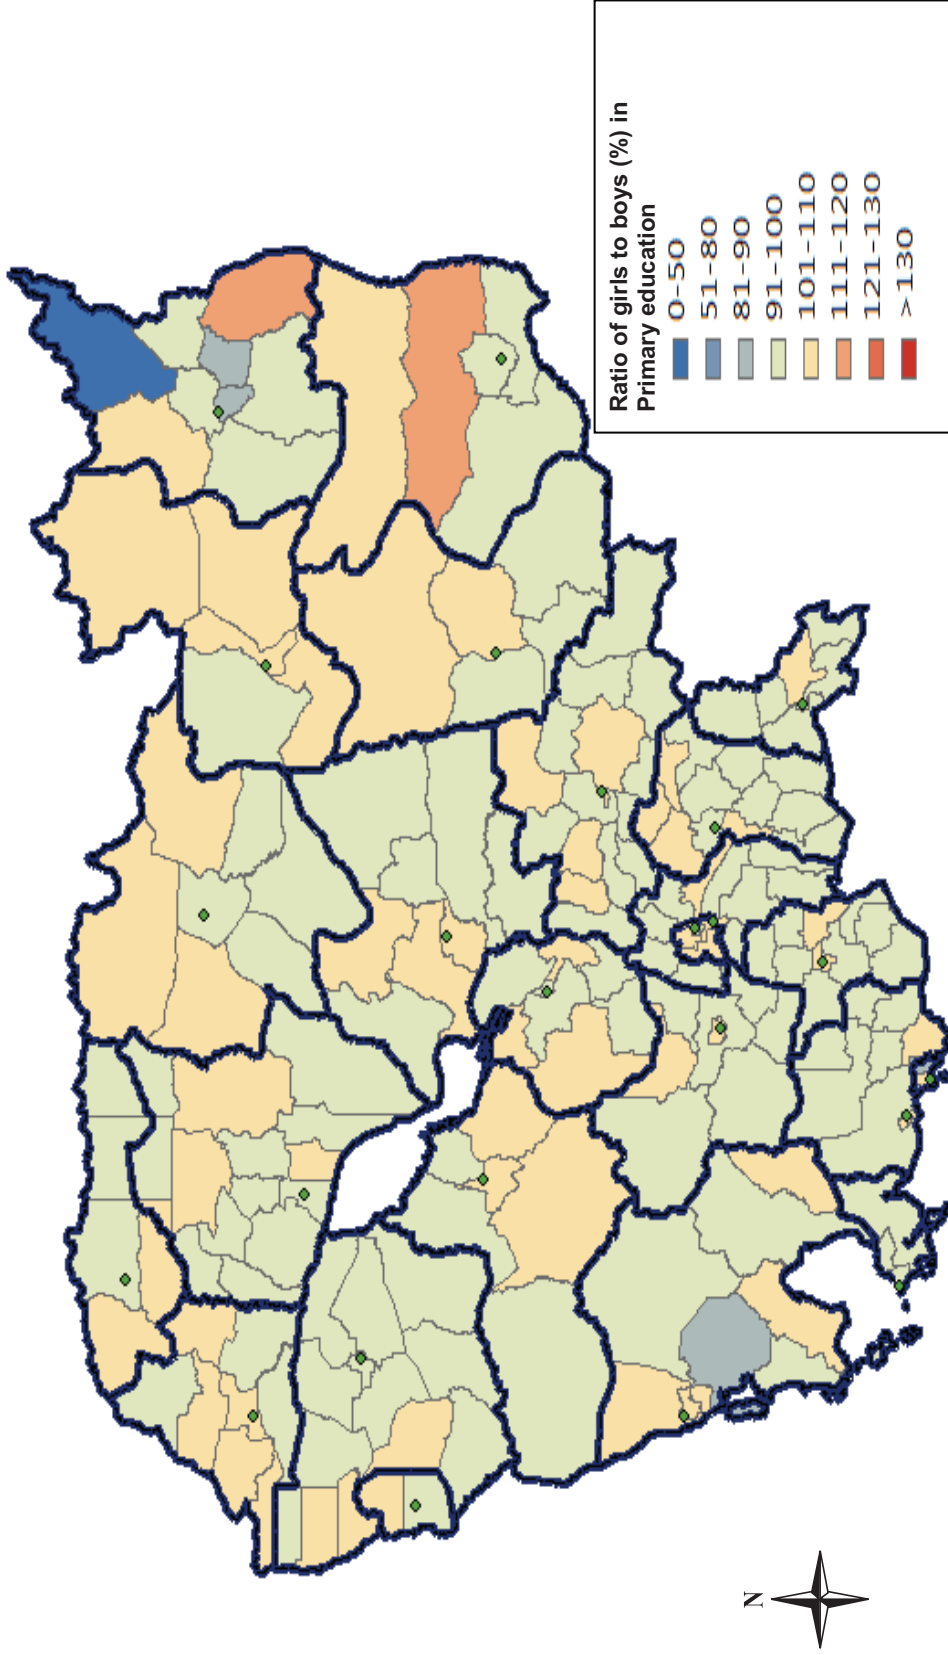 Ratio of girls to boys (%) in
Primary education
0-50
51-80
81-90
91-100
101-110
111-120
121-130
>130
N